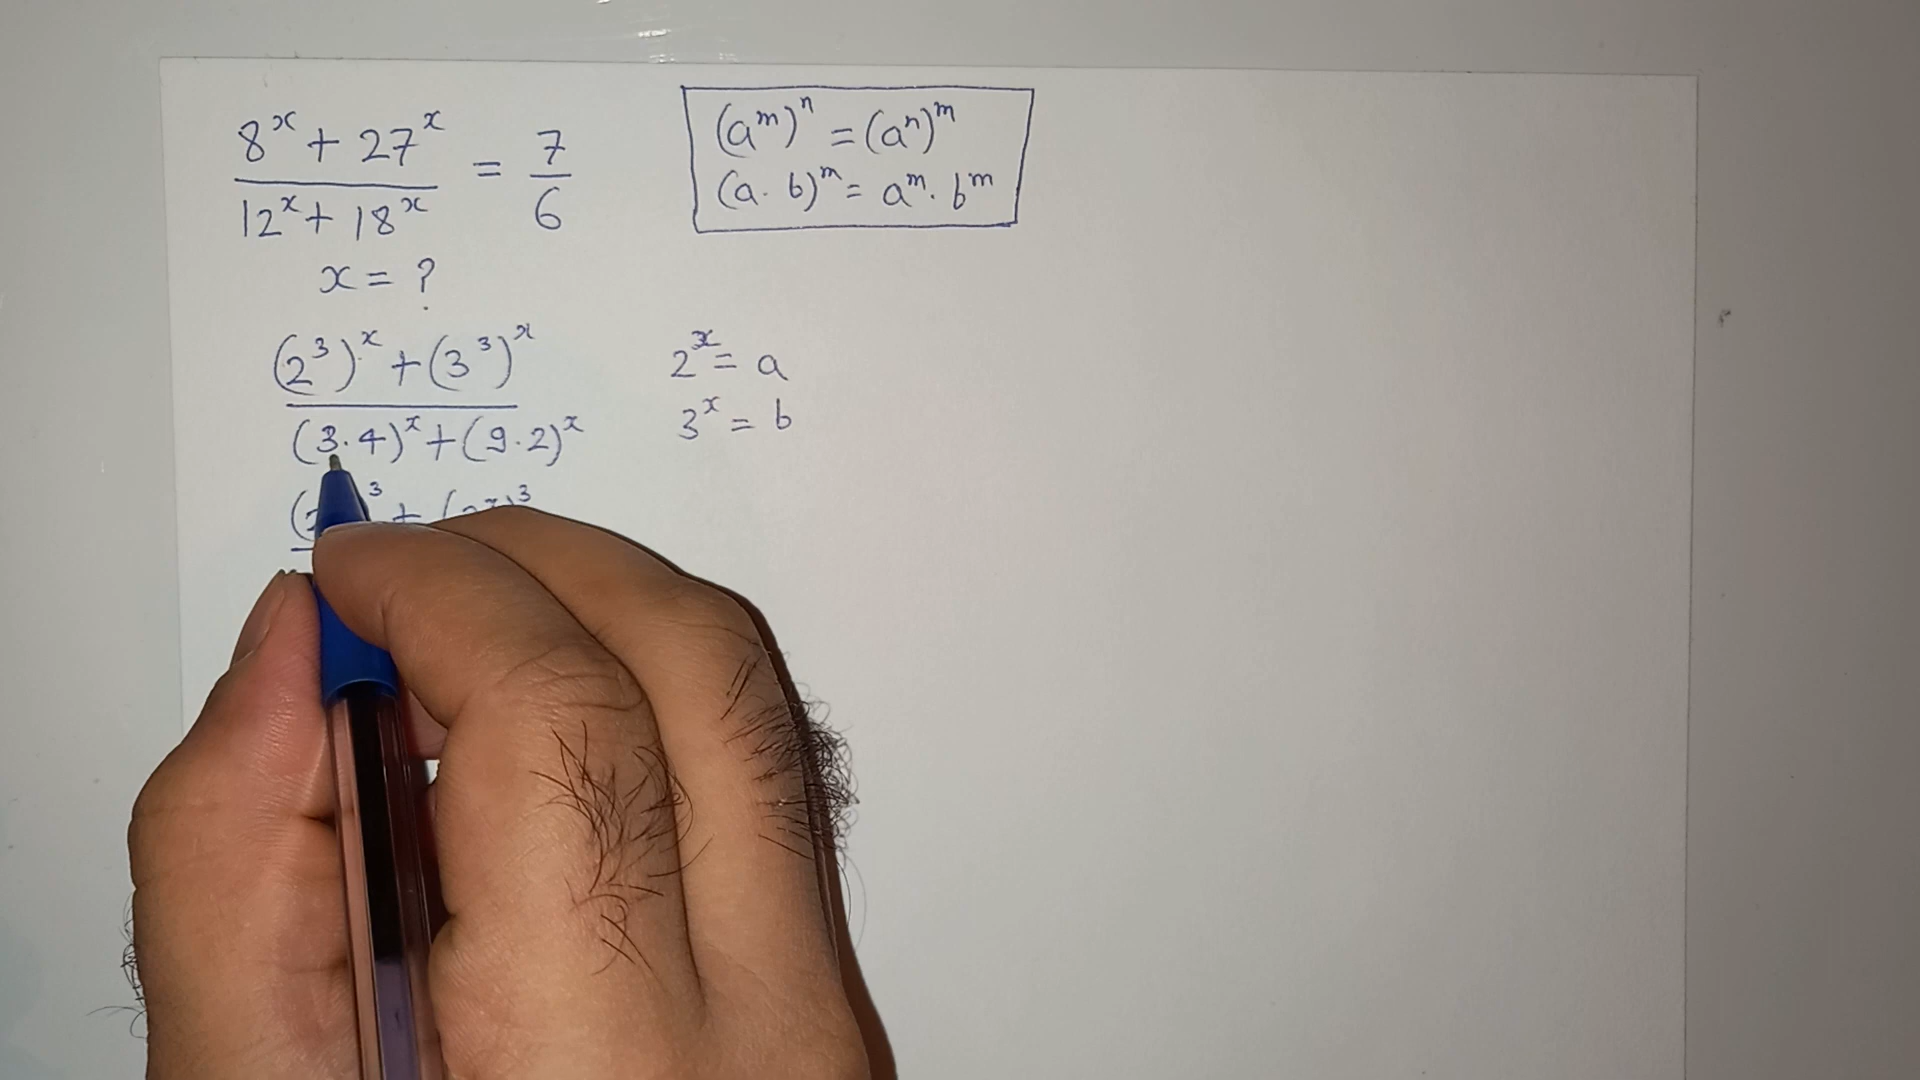 8^x + 27^x / 12^x + 18^x = 7/6
x = ?
(a^m)^n = (a^n)^m
(a · b)^m = a^m · b^m
(2^3)^x + (3^3)^x / (3·4)^x + (9·2)^x
2^x = a
3^x = b